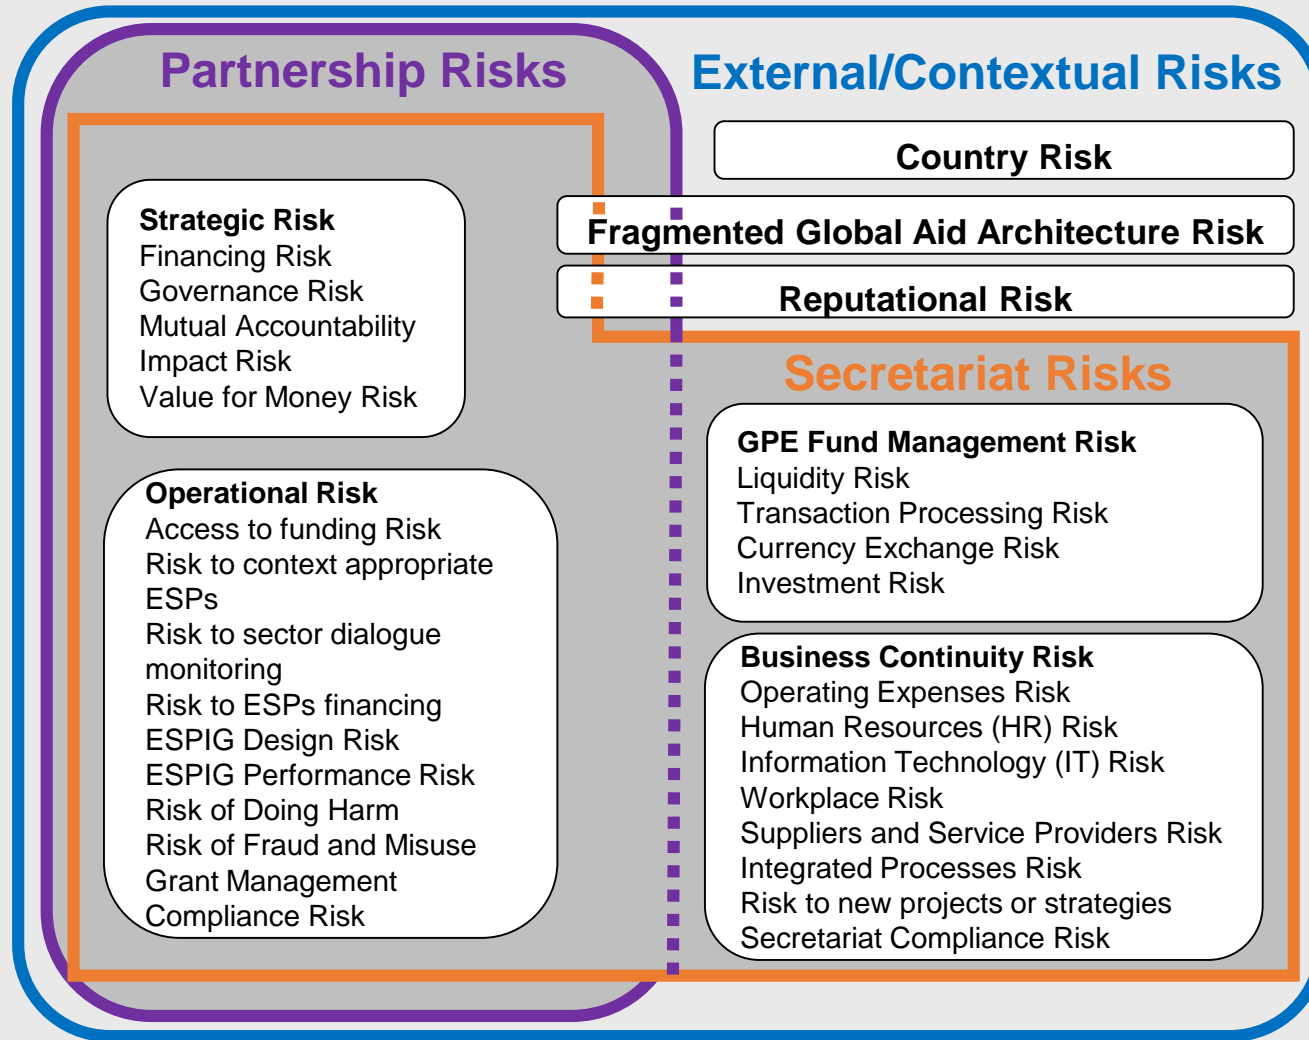 Partnership Risks
External/Contextual Risks
Country Risk
Fragmented Global Aid Architecture Risk
Reputational Risk
Strategic Risk
Financing Risk
Governance Risk
Mutual Accountability
Impact Risk
Value for Money Risk
Operational Risk
Access to funding Risk
Risk to context appropriate
ESPs
Risk to sector dialogue
monitoring
Risk to ESPs financing
ESPIG Design Risk
ESPIG Performance Risk
Risk of Doing Harm
Risk of Fraud and Misuse
Grant Management
Compliance Risk
Secretariat Risks
GPE Fund Management Risk
Liquidity Risk
Transaction Processing Risk
Currency Exchange Risk
Investment Risk
Business Continuity Risk
Operating Expenses Risk
Human Resources (HR) Risk
Information Technology (IT) Risk
Workplace Risk
Suppliers and Service Providers Risk
Integrated Processes Risk
Risk to new projects or strategies
Secretariat Compliance Risk